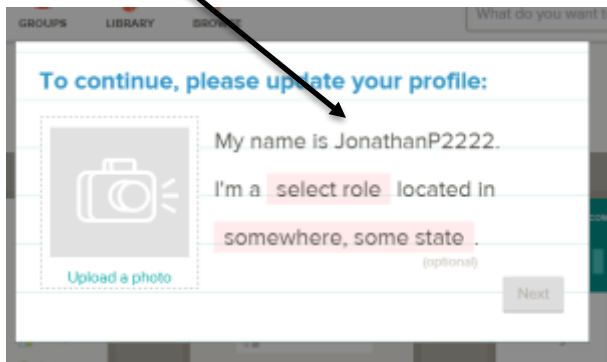 What do you want
GROUPS LIBRARY BROWSE
To continue, please update your profile:
My name is JonathanP2222.
I'm a select role located in
somewhere, some state .
(optional)
Upload a photo
Next